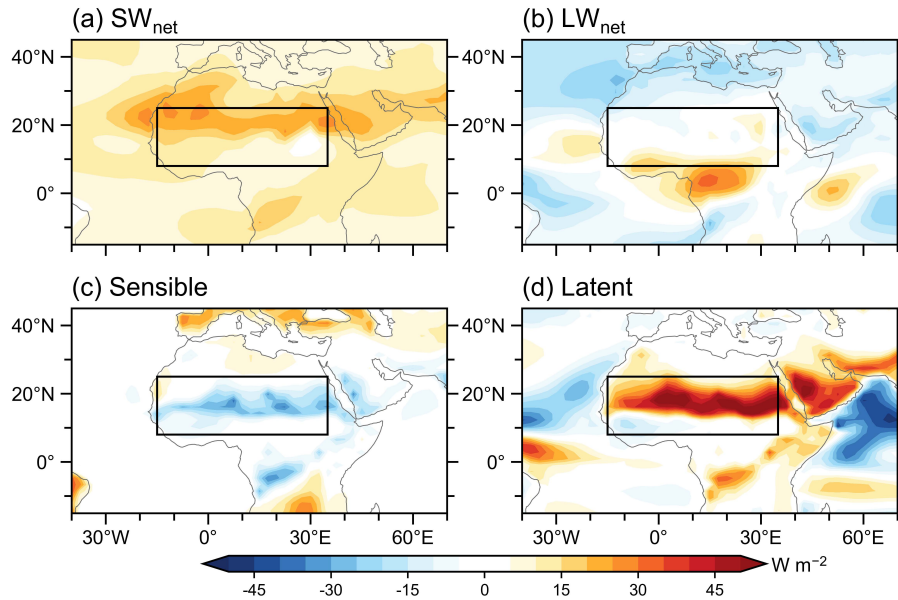 (a) SWnet (b) LWnet
40°N 40°N
20°N 20°N
0° 0°
(c) Sensible (d) Latent
40°N 40°N
20°N 20°N
0° 0°
30°W 0° 30°E 60°E 30°W 0° 30°E 60°E
-45 -30 -15 0 15 30 45 W m−2